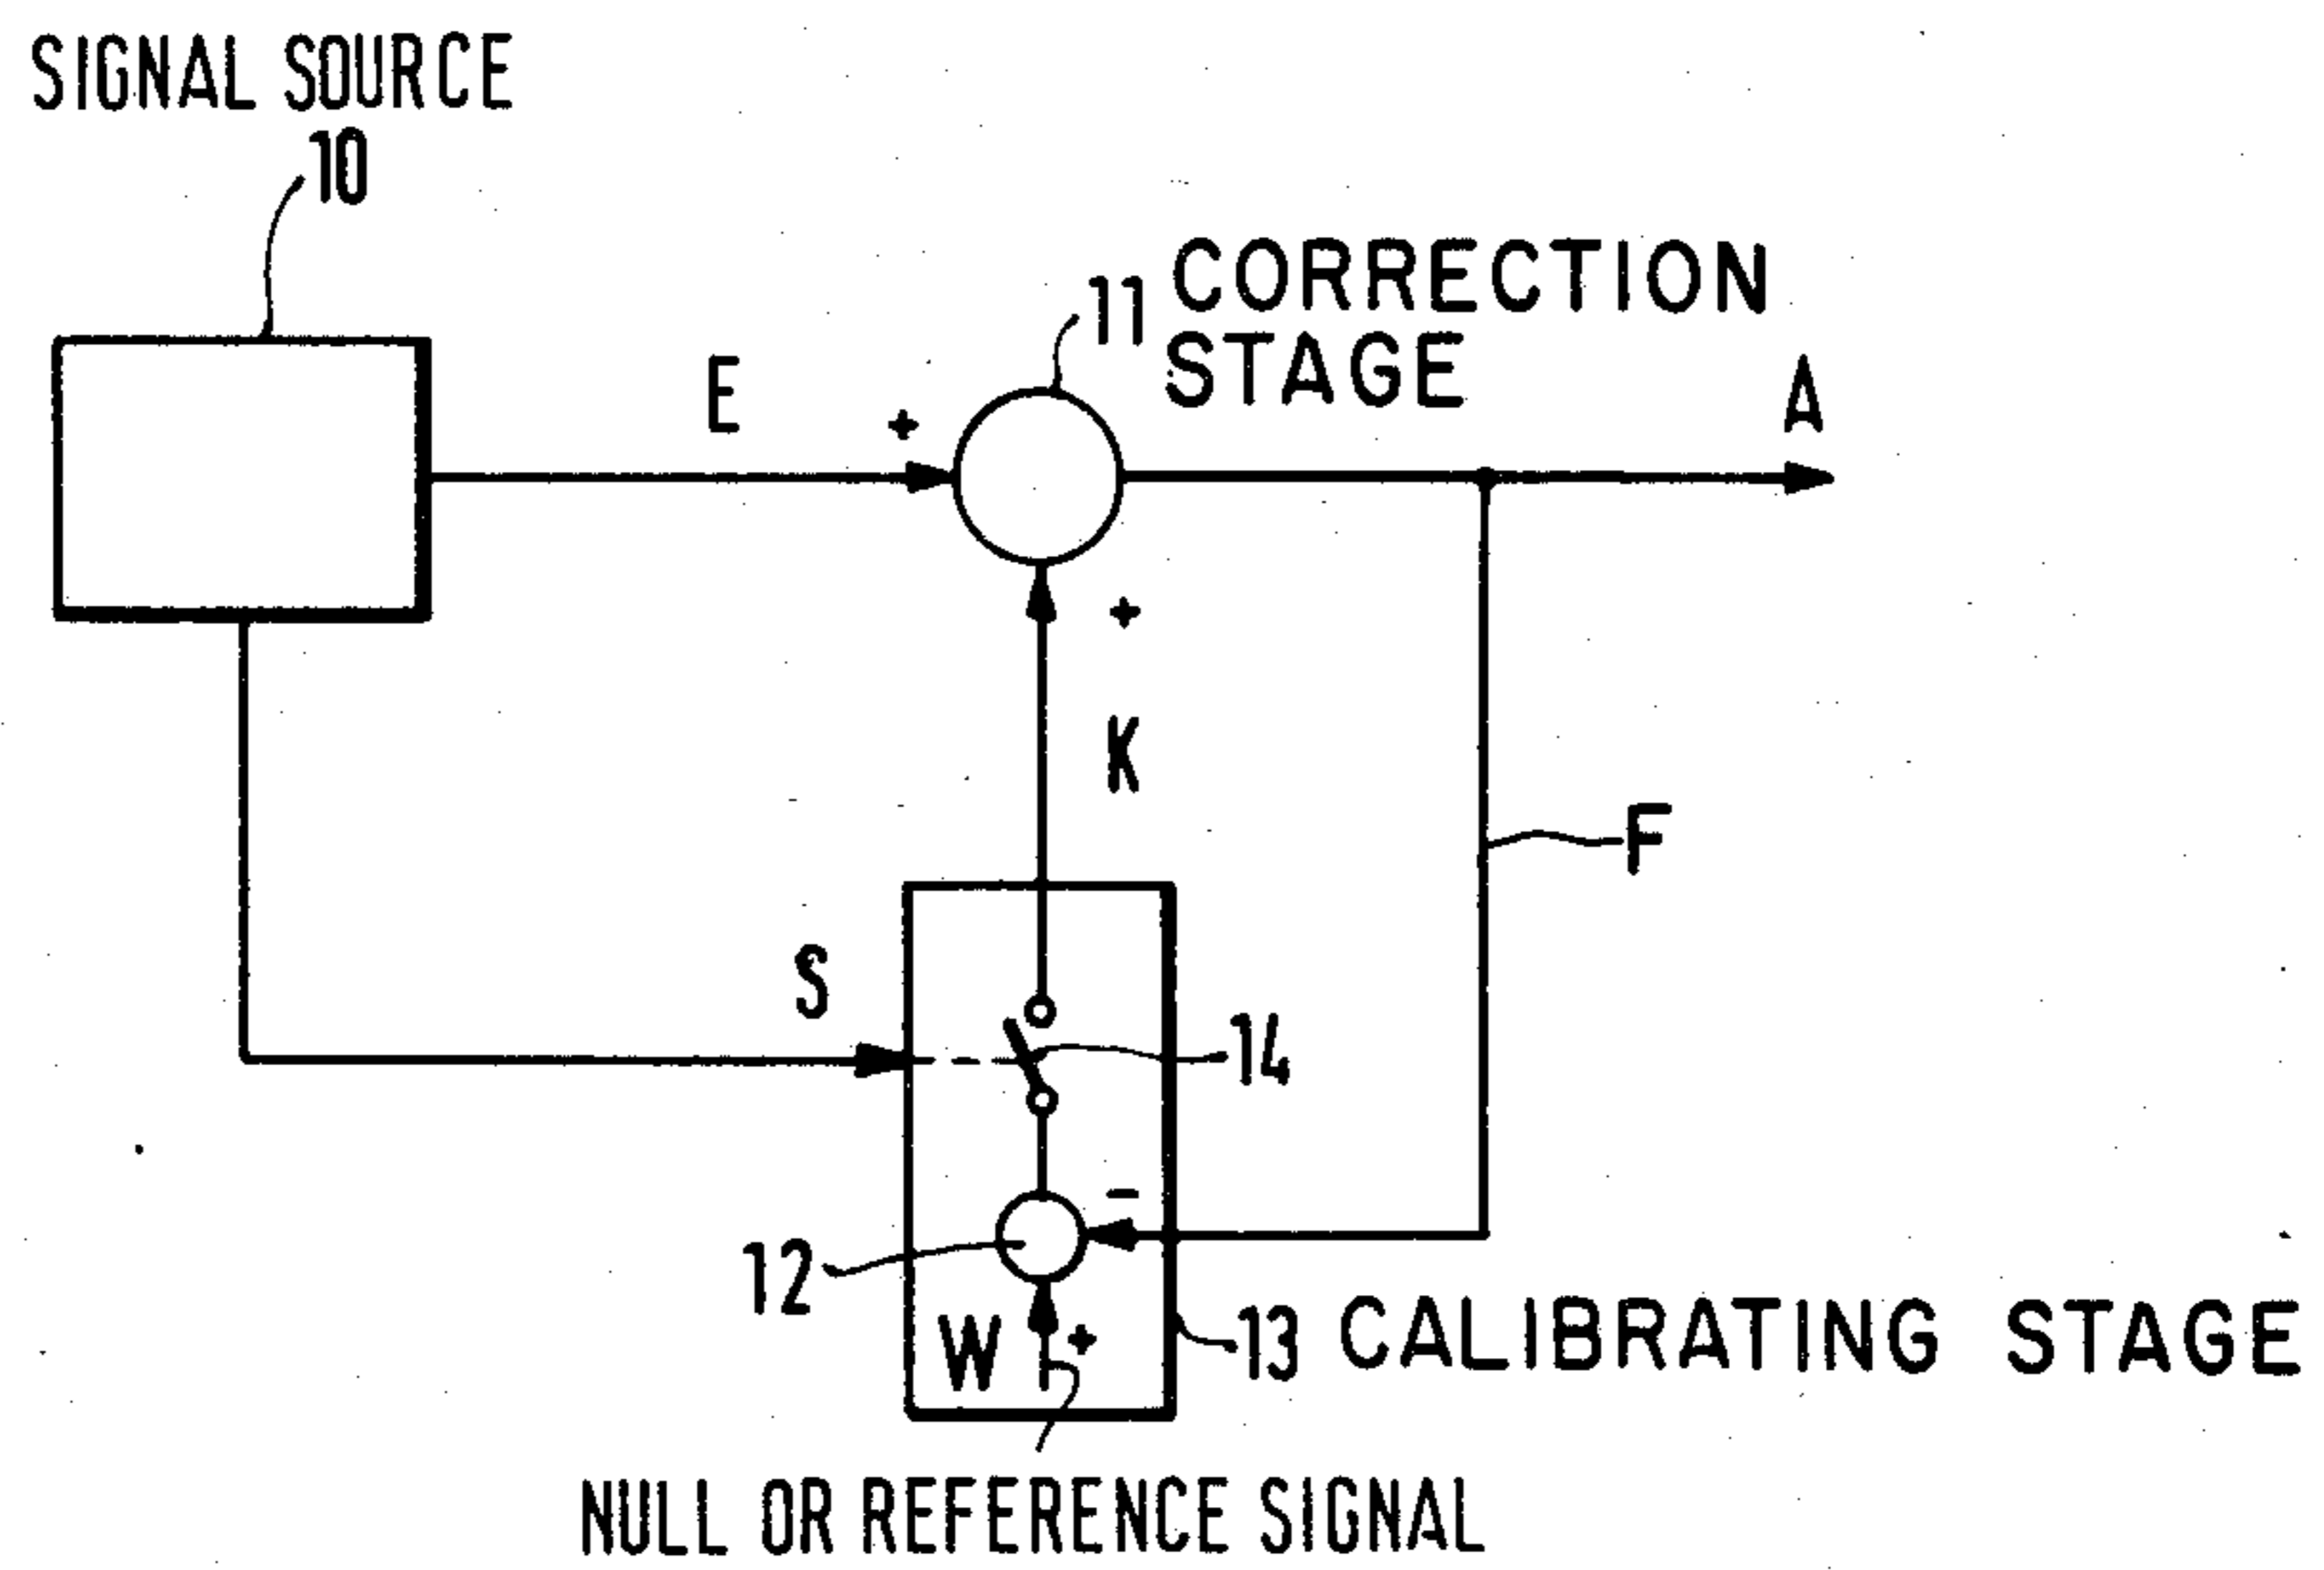 SIGNAL SOURCE
10
11 CORRECTION
STAGE
E
+
A
+
K
F
S
14
-
12
W +
13 CALIBRATING STAGE
NULL OR REFERENCE SIGNAL